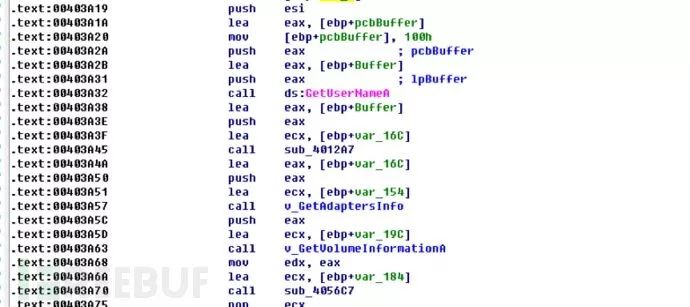 .text:00403A19 push esi
.text:00403A1A lea eax, [ebp+pcbBuffer]
.text:00403A20 mov [ebp+pcbBuffer], 100h
.text:00403A2A push eax ; pcbBuffer
.text:00403A2B lea eax, [ebp+Buffer]
.text:00403A31 push eax ; lpBuffer
.text:00403A32 call ds:GetUserNameA
.text:00403A38 lea eax, [ebp+Buffer]
.text:00403A3E push eax
.text:00403A3F lea ecx, [ebp+var_16C]
.text:00403A45 call sub_4012A7
.text:00403A4A lea eax, [ebp+var_16C]
.text:00403A50 push eax
.text:00403A51 lea ecx, [ebp+var_154]
.text:00403A57 call v_GetAdaptersInfo
.text:00403A5C push eax
.text:00403A5D lea ecx, [ebp+var_19C]
.text:00403A63 call v_GetVolumeInformationA
.text:00403A68 mov edx, eax
.text:00403A6A lea ecx, [ebp+var_184]
.text:00403A70 call sub_4056C7
.text:00403A75 pop ecx